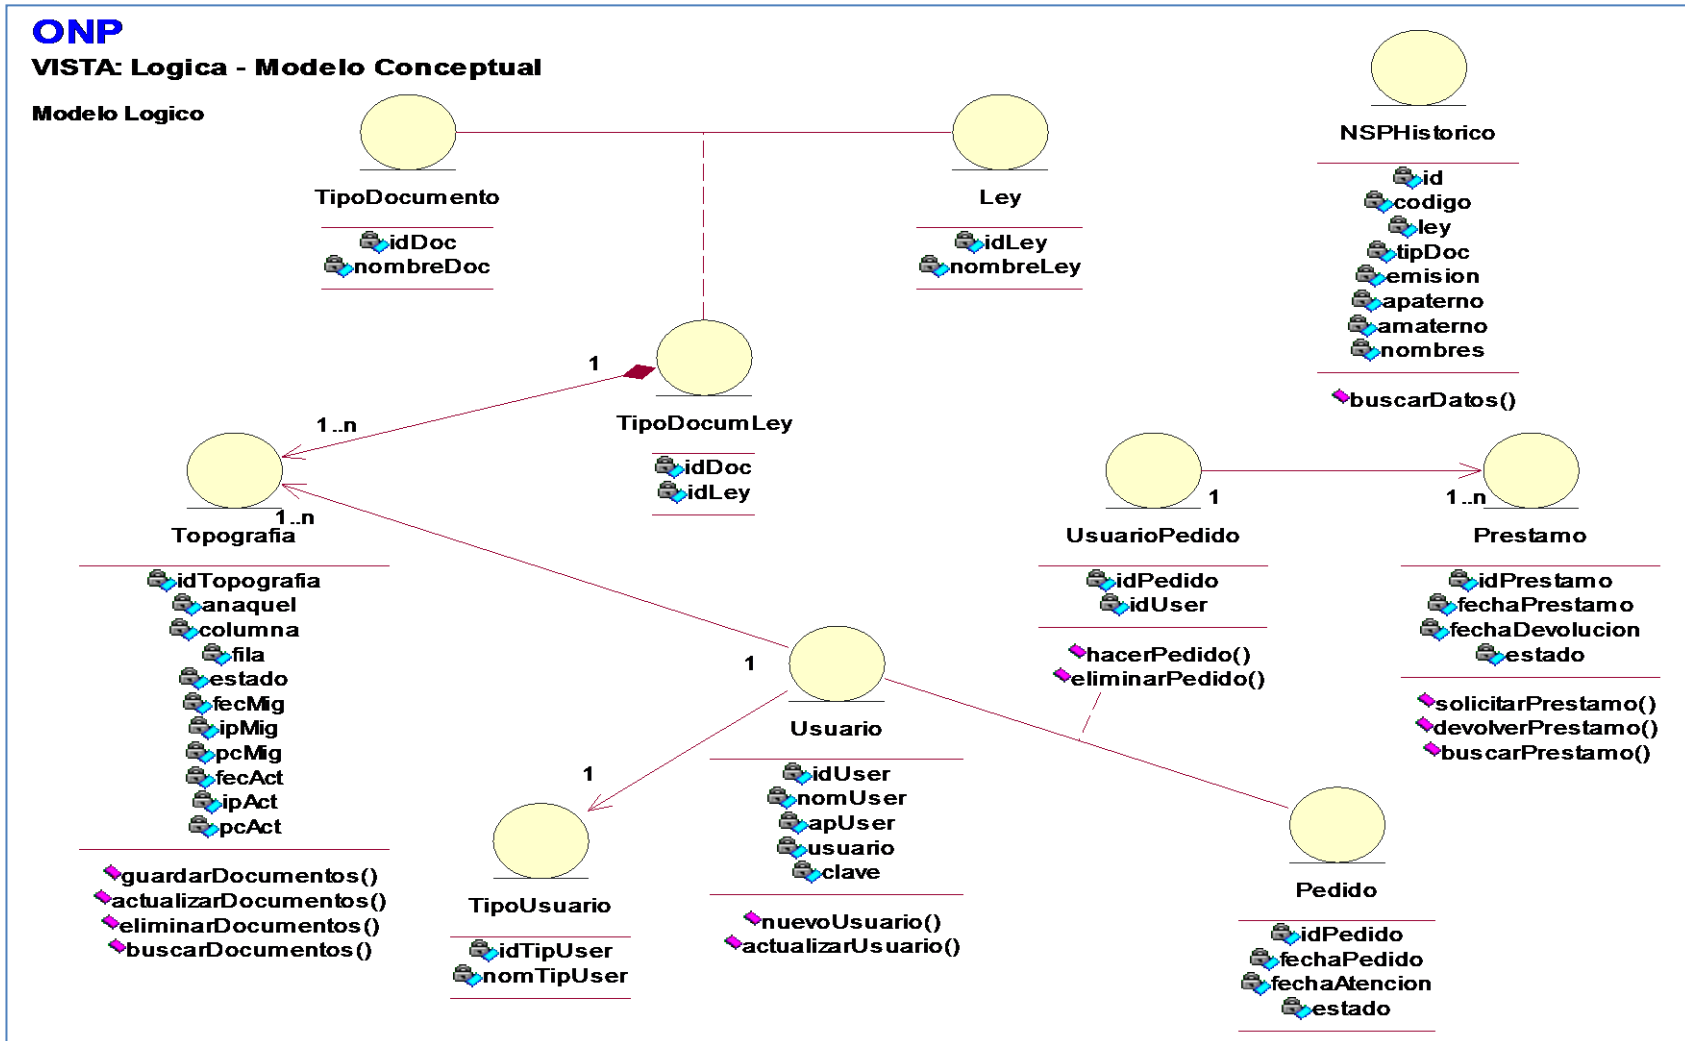 ONP
VISTA: Logica - Modelo Conceptual
Modelo Logico
TipoDocumento
idDoc
nombreDoc
Ley
idLey
nombreLey
NSPHistorico
id
codigo
ley
tipDoc
emision
apaterno
amaterno
nombres
buscarDatos()
1
1..n
TipoDocumLey
idDoc
idLey
Topografia
idTopografia
anaquel
columna
fila
estado
fecMig
ipMig
pcMig
fecAct
ipAct
pcAct
guardarDocumentos()
actualizarDocumentos()
eliminarDocumentos()
buscarDocumentos()
1..n
1
1
Usuario
idUser
nomUser
apUser
usuario
clave
nuevoUsuario()
actualizarUsuario()
TipoUsuario
idTipUser
nomTipUser
UsuarioPedido
idPedido
idUser
hacerPedido()
eliminarPedido()
1
1..n
Prestamo
idPrestamo
fechaPrestamo
fechaDevolucion
estado
solicitarPrestamo()
devolverPrestamo()
buscarPrestamo()
Pedido
idPedido
fechaPedido
fechaAtencion
estado